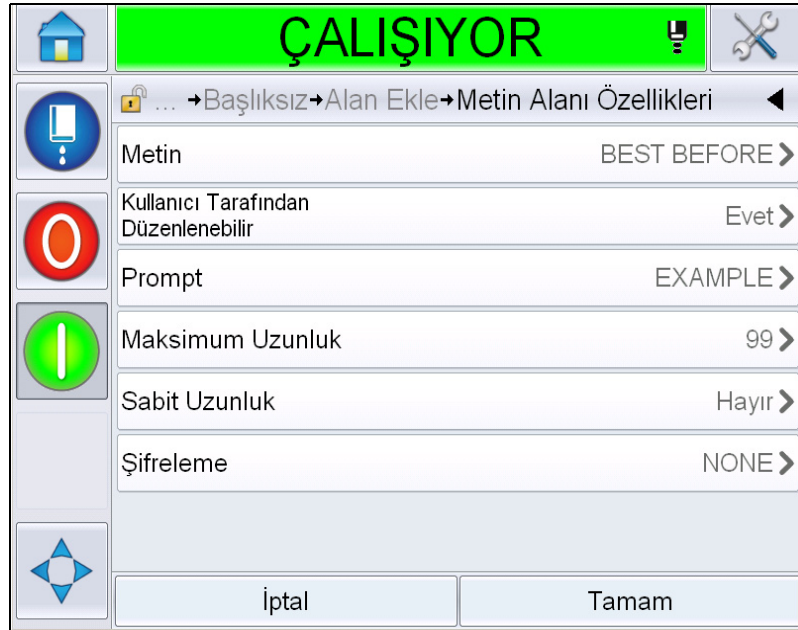 ÇALIŞIYOR
... →Başlıksız→Alan Ekle→Metin Alanı Özellikleri
Metin BEST BEFORE
Kullanıcı Tarafından
Düzenlenebilir Evet
Prompt EXAMPLE
Maksimum Uzunluk 99
Sabit Uzunluk Hayır
Şifreleme NONE
İptal Tamam